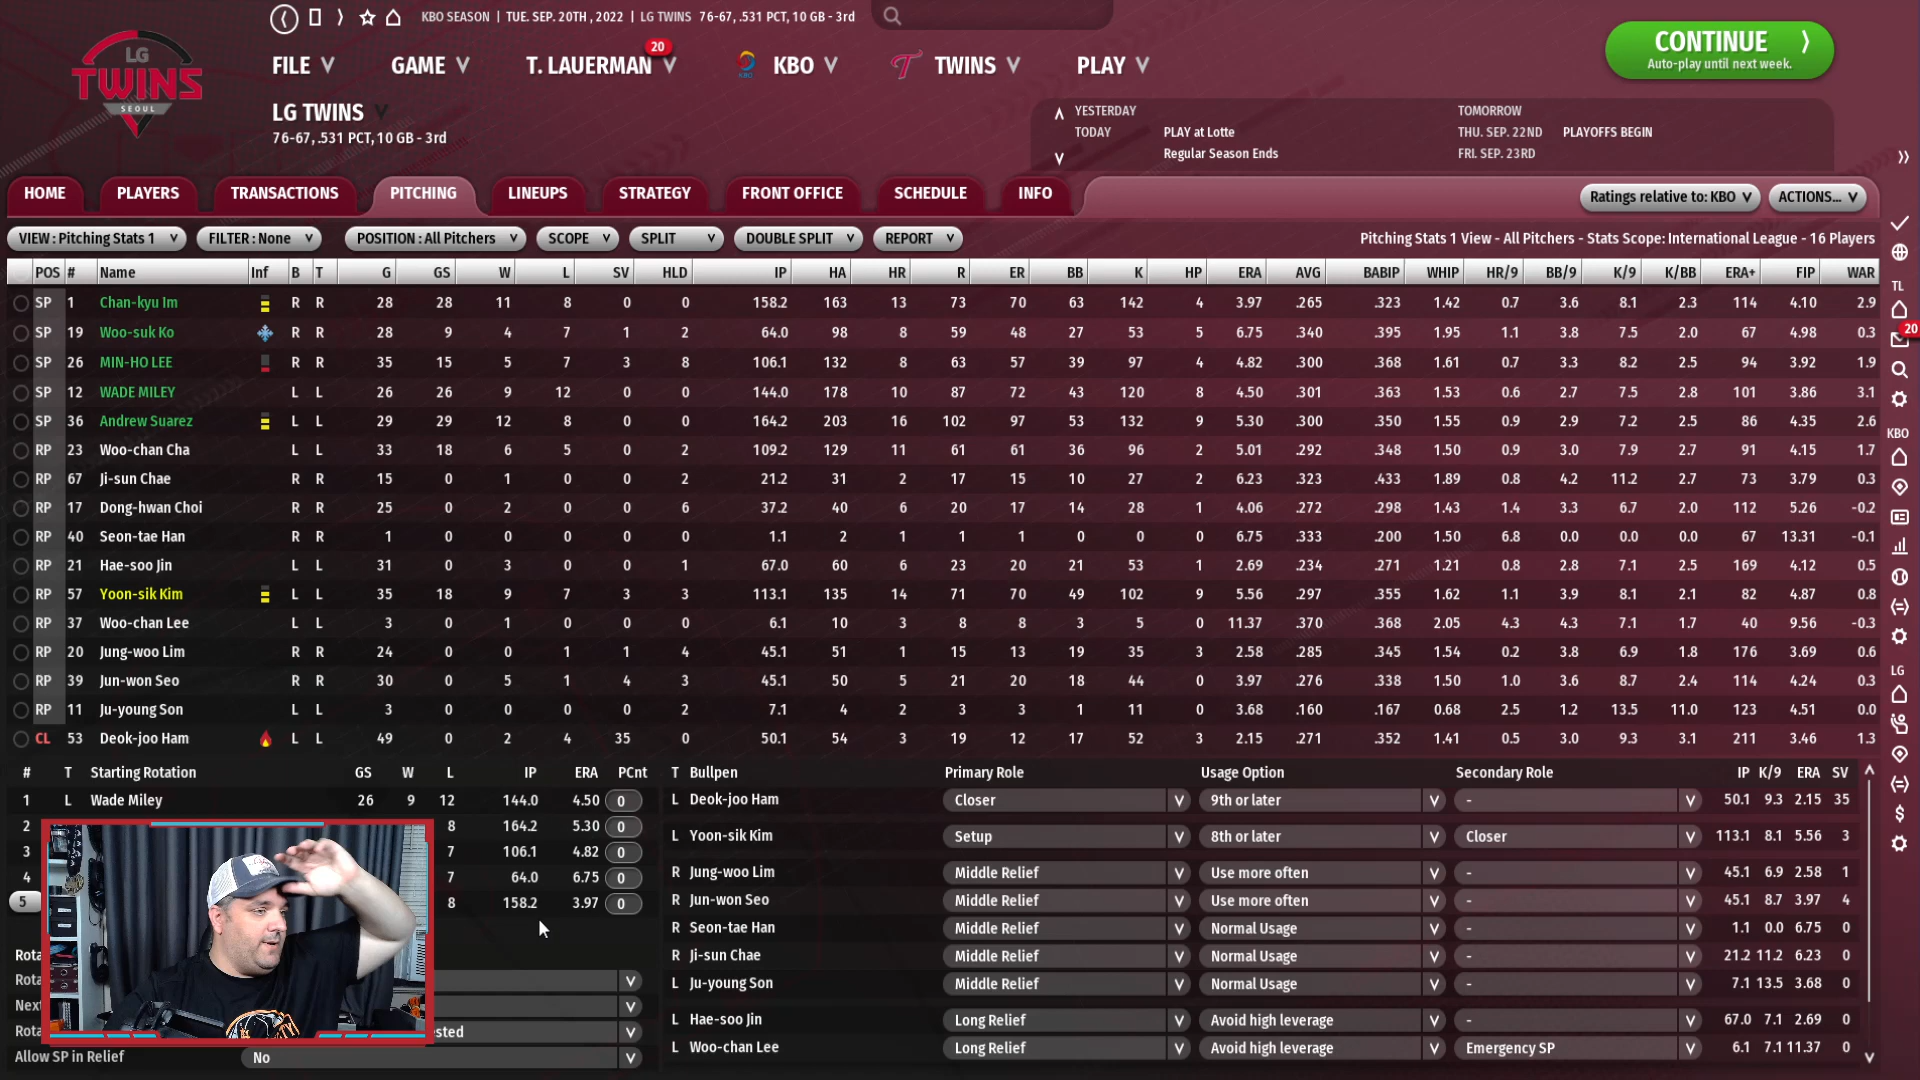 KBO SEASON | TUE. SEP. 20TH , 2022 | LG TWINS 76-67, .531 PCT, 10 GB - 3rd
LG
TWINS
SEOUL
FILE
GAME
T. LAUERMAN
20
KBO
TWINS
PLAY
CONTINUE
Auto-play until next week.
LG TWINS
76-67, .531 PCT, 10 GB - 3rd
YESTERDAY
TODAY
PLAY at Lotte
Regular Season Ends
TOMORROW
THU. SEP. 22ND PLAYOFFS BEGIN
FRI. SEP. 23RD
HOME PLAYERS TRANSACTIONS PITCHING LINEUPS STRATEGY FRONT OFFICE SCHEDULE INFO
Ratings relative to: KBO
ACTIONS...
VIEW : Pitching Stats 1 FILTER : None POSITION : All Pitchers SCOPE SPLIT DOUBLE SPLIT REPORT
Pitching Stats 1 View - All Pitchers - Stats Scope: International League - 16 Players
POS # Name Inf B T G GS W L SV HLD IP HA HR R ER BB K HP ERA AVG BABIP WHIP HR/9 BB/9 K/9 K/BB ERA+ FIP WAR
SP 1 Chan-kyu Im R R 28 28 11 8 0 0 158.2 163 13 73 70 63 142 4 3.97 .265 .323 1.42 0.7 3.6 8.1 2.3 114 4.10 2.9
SP 19 Woo-suk Ko R R 28 9 4 7 1 2 64.0 98 8 59 48 27 53 5 6.75 .340 .395 1.95 1.1 3.8 7.5 2.0 67 4.98 0.3
SP 26 MIN-HO LEE R R 35 15 5 7 3 8 106.1 132 8 63 57 39 97 4 4.82 .300 .368 1.61 0.7 3.3 8.2 2.5 94 3.92 1.9
SP 12 WADE MILEY L L 26 26 9 12 0 0 144.0 178 10 87 72 43 120 8 4.50 .301 .363 1.53 0.6 2.7 7.5 2.8 101 3.86 3.1
SP 36 Andrew Suarez L L 29 29 12 8 0 0 164.2 203 16 102 97 53 132 9 5.30 .300 .350 1.55 0.9 2.9 7.2 2.5 86 4.35 2.6
RP 23 Woo-chan Cha L L 33 18 6 5 0 2 109.2 129 11 61 61 36 96 2 5.01 .292 .348 1.50 0.9 3.0 7.9 2.7 91 4.15 1.7
RP 67 Ji-sun Chae R R 15 0 1 0 0 2 21.2 31 2 17 15 10 27 2 6.23 .323 .433 1.89 0.8 4.2 11.2 2.7 73 3.79 0.3
RP 17 Dong-hwan Choi R R 25 0 2 0 0 6 37.2 40 6 20 17 14 28 1 4.06 .272 .298 1.43 1.4 3.3 6.7 2.0 112 5.26 -0.2
RP 40 Seon-tae Han R R 1 0 0 0 0 0 1.1 2 1 1 1 0 0 0 6.75 .333 .200 1.50 6.8 0.0 0.0 0.0 67 13.31 -0.1
RP 21 Hae-soo Jin L L 31 0 3 0 0 1 67.0 60 6 23 20 21 53 1 2.69 .234 .271 1.21 0.8 2.8 7.1 2.5 169 4.12 0.5
RP 57 Yoon-sik Kim L L 35 18 9 7 3 3 113.1 135 14 71 70 49 102 9 5.56 .297 .355 1.62 1.1 3.9 8.1 2.1 82 4.87 0.8
RP 37 Woo-chan Lee L L 3 0 1 0 0 0 6.1 10 3 8 8 3 5 0 11.37 .370 .368 2.05 4.3 4.3 7.1 1.7 40 9.56 -0.3
RP 20 Jung-woo Lim R R 24 0 0 1 1 4 45.1 51 1 15 13 19 35 3 2.58 .285 .345 1.54 0.2 3.8 6.9 1.8 176 3.69 0.6
RP 39 Jun-won Seo R R 30 0 5 1 4 3 45.1 50 5 21 20 18 44 0 3.97 .276 .338 1.50 1.0 3.6 8.7 2.4 114 4.24 0.3
RP 11 Ju-young Son L L 3 0 0 0 0 2 7.1 4 2 3 3 1 11 0 3.68 .160 .167 0.68 2.5 1.2 13.5 11.0 123 4.51 0.0
CL 53 Deok-joo Ham L L 49 0 2 4 35 0 50.1 54 3 19 12 17 52 3 2.15 .271 .352 1.41 0.5 3.0 9.3 3.1 211 3.46 1.3
# T Starting Rotation GS W L IP ERA PCnt
1 L Wade Miley 26 9 12 144.0 4.50 0
2 8 164.2 5.30 0
3 7 106.1 4.82 0
4 7 64.0 6.75 0
5 8 158.2 3.97 0
Rota
Rota
Next
Rota ested
Allow SP in Relief No
T Bullpen Primary Role Usage Option Secondary Role IP K/9 ERA SV
L Deok-joo Ham Closer 9th or later - 50.1 9.3 2.15 35
L Yoon-sik Kim Setup 8th or later Closer 113.1 8.1 5.56 3
R Jung-woo Lim Middle Relief Use more often - 45.1 6.9 2.58 1
R Jun-won Seo Middle Relief Use more often - 45.1 8.7 3.97 4
R Seon-tae Han Middle Relief Normal Usage - 1.1 0.0 6.75 0
R Ji-sun Chae Middle Relief Normal Usage - 21.2 11.2 6.23 0
L Ju-young Son Middle Relief Normal Usage - 7.1 13.5 3.68 0
L Hae-soo Jin Long Relief Avoid high leverage - 67.0 7.1 2.69 0
L Woo-chan Lee Long Relief Avoid high leverage Emergency SP 6.1 7.1 11.37 0
TL
20
KBO
LG